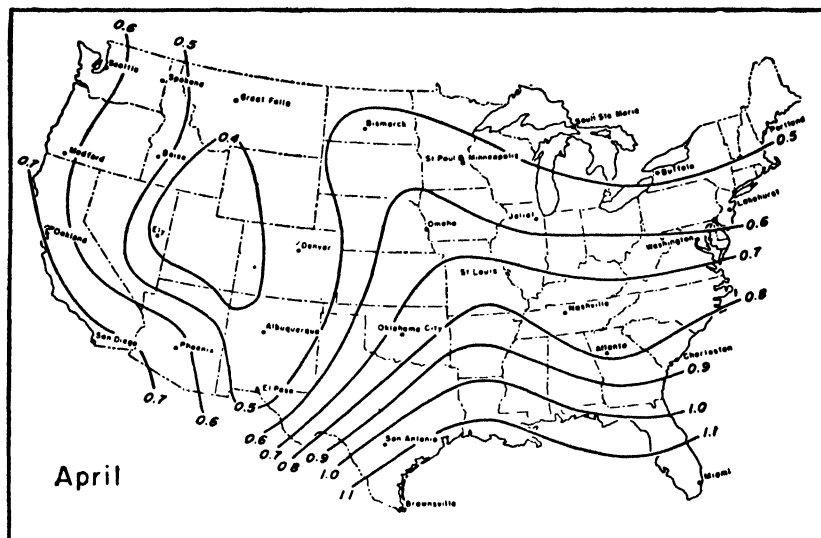 0.6
0.5
Seattle
Spokane
Great Falls
Sault Ste Marie
Portland
0.5
Bismarck
0.4
Medford
Boise
St Paul Minneapolis
Buffalo
0.7
Lakehurst
Oakland
Ely
Omaha
Joliet
0.6
Denver
Washington
0.7
St Louis
0.8
Nashville
San Diego
Phoenix
Albuquerque
Oklahoma City
Atlanta
Charleston
0.9
0.7
0.6
0.5
El Paso
1.0
0.6
0.7
0.8
0.9
1.0
San Antonio
1.1
April
1.1
Miami
Brownsville